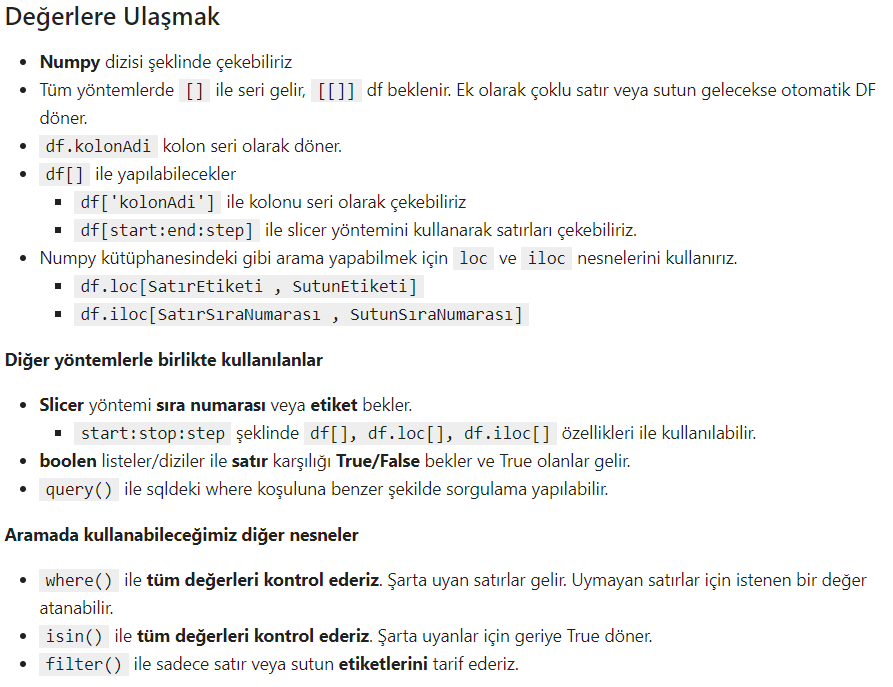 Değerlere Ulaşmak
Numpy dizisi şeklinde çekebiliriz
Tüm yöntemlerde [] ile seri gelir, [[]] df beklenir. Ek olarak çoklu satır veya sutun gelecekse otomatik DF
döner.
df.kolonAdi kolon seri olarak döner.
df[] ile yapılabilecekler
df['kolonAdi'] ile kolonu seri olarak çekebiliriz
df[start:end:step] ile slicer yöntemini kullanarak satırları çekebiliriz.
Numpy kütüphanesindeki gibi arama yapabilmek için loc ve iloc nesnelerini kullanırız.
df.loc[SatırEtiketi , SutunEtiketi]
df.iloc[SatırSıraNumarası , SutunSıraNumarası]
Diğer yöntemlerle birlikte kullanılanlar
Slicer yöntemi sıra numarası veya etiket bekler.
start:stop:step şeklinde df[], df.loc[], df.iloc[] özellikleri ile kullanılabilir.
boolen listeler/diziler ile satır karşılığı True/False bekler ve True olanlar gelir.
query() ile sqldeki where koşuluna benzer şekilde sorgulama yapılabilir.
Aramada kullanabileceğimiz diğer nesneler
where() ile tüm değerleri kontrol ederiz. Şarta uyan satırlar gelir. Uymayan satırlar için istenen bir değer
atanabilir.
isin() ile tüm değerleri kontrol ederiz. Şarta uyanlar için geriye True döner.
filter() ile sadece satır veya sutun etiketlerini tarif ederiz.